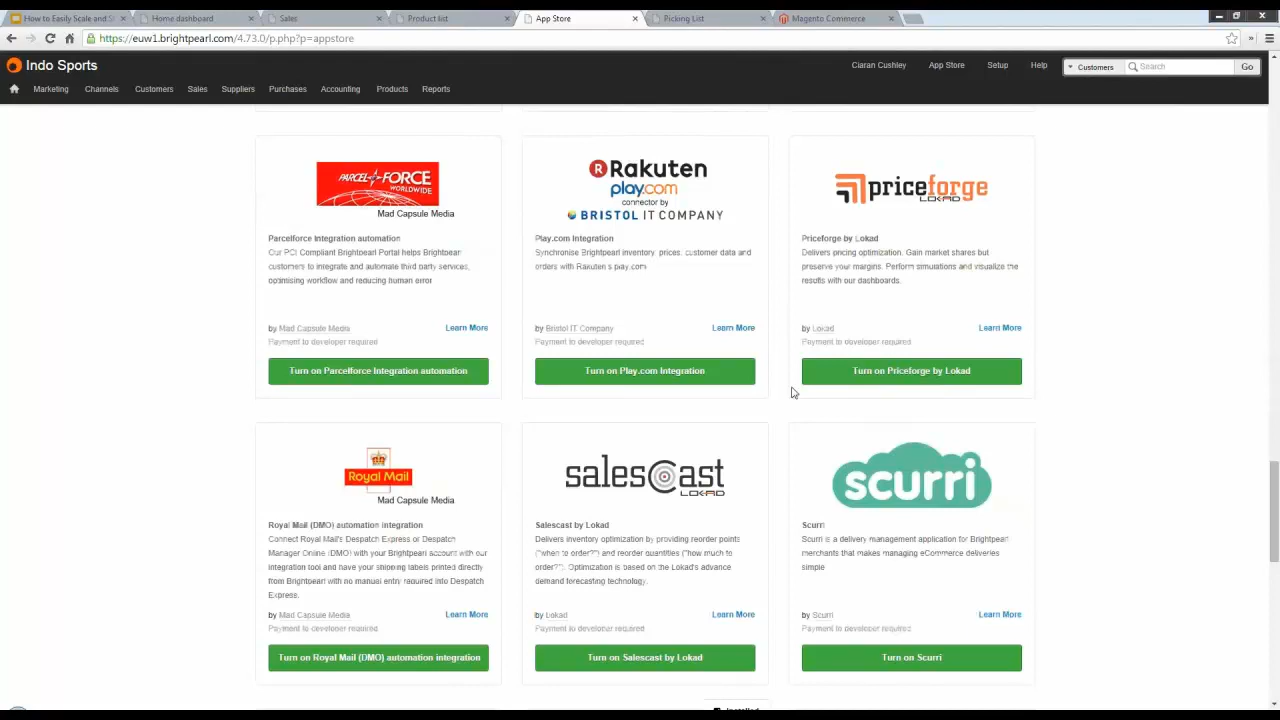 How to Easily Scale and S
Home dashboard
Sales
Product list
App Store
Picking List
Magento Commerce
https://euw1.brightpearl.com/4.73.0/p.php?p=appstore
Indo Sports
Ciaran Cushley
App Store
Setup
Help
Customers
Search
Go
Marketing
Channels
Customers
Sales
Suppliers
Purchases
Accounting
Products
Reports
PARCEL FORCE
WORLDWIDE
Mad Capsule Media
Parcelforce Integration automation
Our PCI Compliant Brightpearl Portal helps Brightpearl
customers to integrate and automate third party services,
optimising workflow and reducing human error
by Mad Capsule Media
Learn More
Payment to developer required
Turn on Parcelforce Integration automation
R Rakuten
play.com
connector by
BRISTOL IT COMPANY
Play.com Integration
Synchronise Brightpearl inventory, prices, customer data and
orders with Rakuten s play.com
by Bristol IT Company
Learn More
Payment to developer required
Turn on Play.com Integration
priceforge
LOKAD
Priceforge by Lokad
Delivers pricing optimization. Gain market shares but
preserve your margins. Perform simulations and visualize the
results with our dashboards.
by Lokad
Learn More
Payment to developer required
Turn on Priceforge by Lokad
Royal Mail
Mad Capsule Media
Royal Mail (DMO) automation integration
Connect Royal Mail's Despatch Express or Despatch
Manager Online (DMO) with your Brightpearl account with our
integration tool and have your shipping labels printed directly
from Brightpearl with no manual entry required into Despatch
Express.
by Mad Capsule Media
Learn More
Payment to developer required
Turn on Royal Mail (DMO) automation integration
salescast
LOKAD
Salescast by Lokad
Delivers inventory optimization by providing reorder points
("when to order?") and reorder quantities ("how much to
order?"). Optimization is based on the Lokad's advance
demand forecasting technology.
by Lokad
Learn More
Payment to developer required
Turn on Salescast by Lokad
scurri
Scurri
Scurri is a delivery management application for Brightpearl
merchants that makes managing eCommerce deliveries
simple
by Scurri
Learn More
Payment to developer required
Turn on Scurri